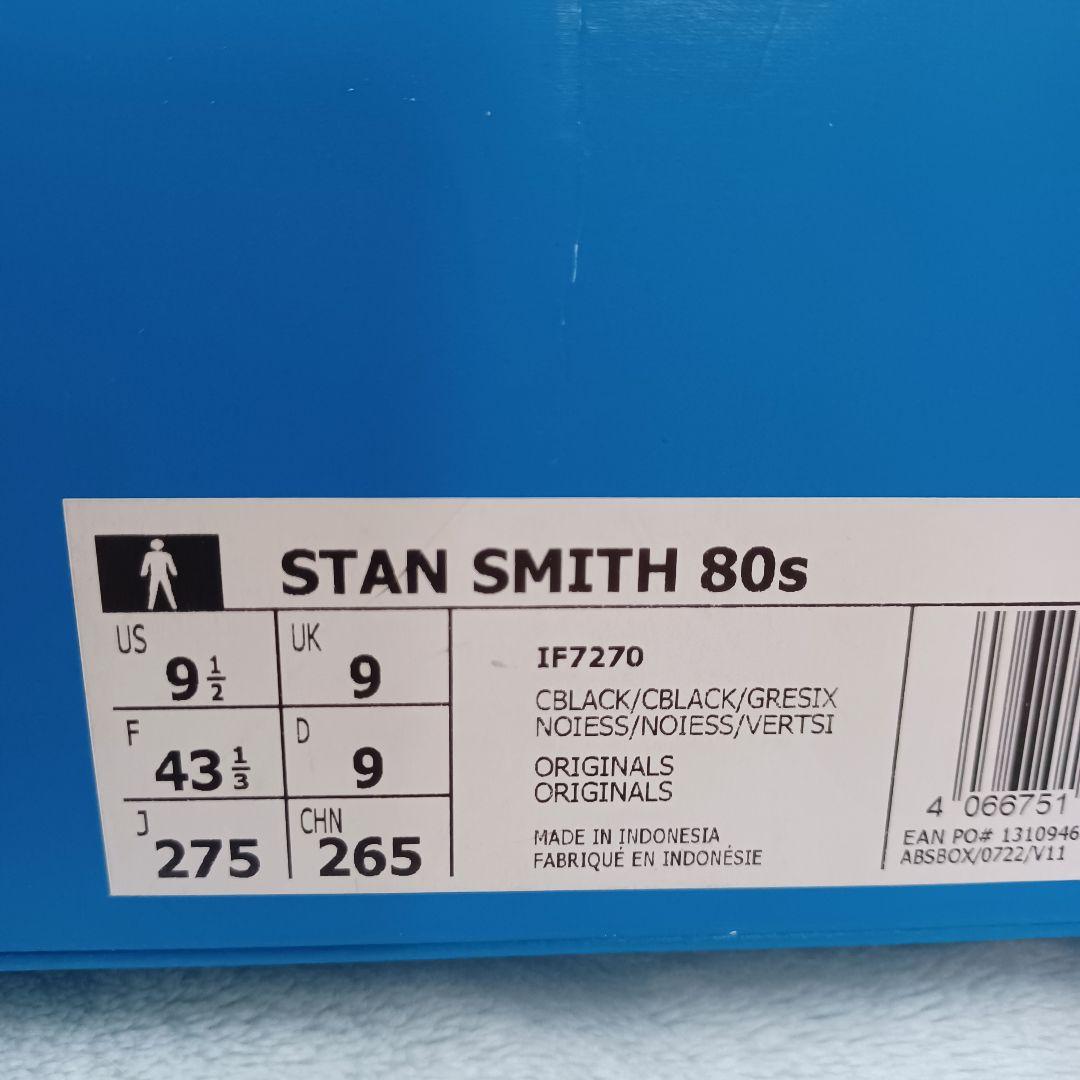 STAN SMITH 80s
US 9 1/2 UK 9
F 43 1/3 D 9
J 275 CHN 265
IF7270
CBLACK/CBLACK/GRESIX
NOIESS/NOIESS/VERTSI
ORIGINALS
ORIGINALS
MADE IN INDONESIA
FABRIQUÉ EN INDONÉSIE
4 066751
EAN PO# 1310946
ABSBOX/0722/V11